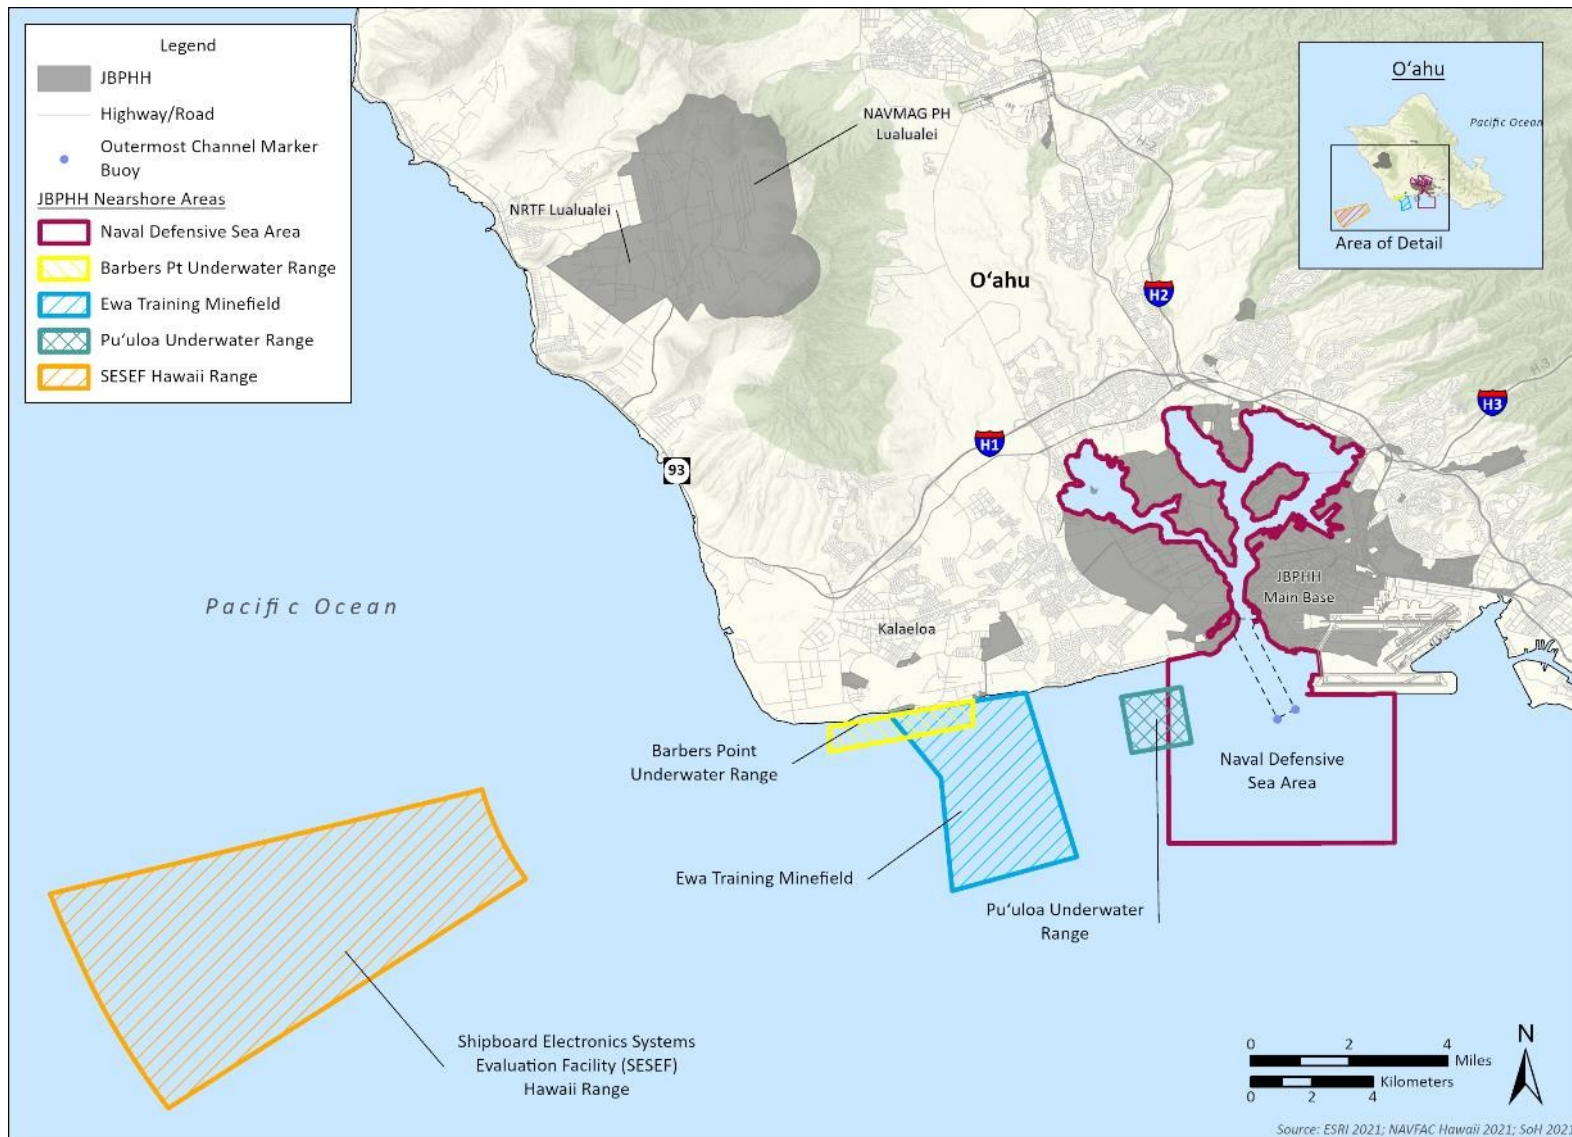 Legend
JBPHH
Highway/Road
Outermost Channel Marker
Buoy
JBPHH Nearshore Areas
Naval Defensive Sea Area
Barbers Pt Underwater Range
Ewa Training Minefield
Pu‘uloa Underwater Range
SESEF Hawaii Range
NAVMAG PH
Lualualei
NRTF Lualualei
O‘ahu
Pacific Ocean
Area of Detail
O‘ahu
H2
H-2
H3
H-3
H1
93
JBPHH
Main Base
Pacific Ocean
Kalaeloa
Barbers Point
Underwater Range
Naval Defensive
Sea Area
Ewa Training Minefield
Pu‘uloa Underwater
Range
Shipboard Electronics Systems
Evaluation Facility (SESEF)
Hawaii Range
0 2 4
Miles
Kilometers
0 2 4
N
Source: ESRI 2021; NAVFAC Hawaii 2021; SoH 2021